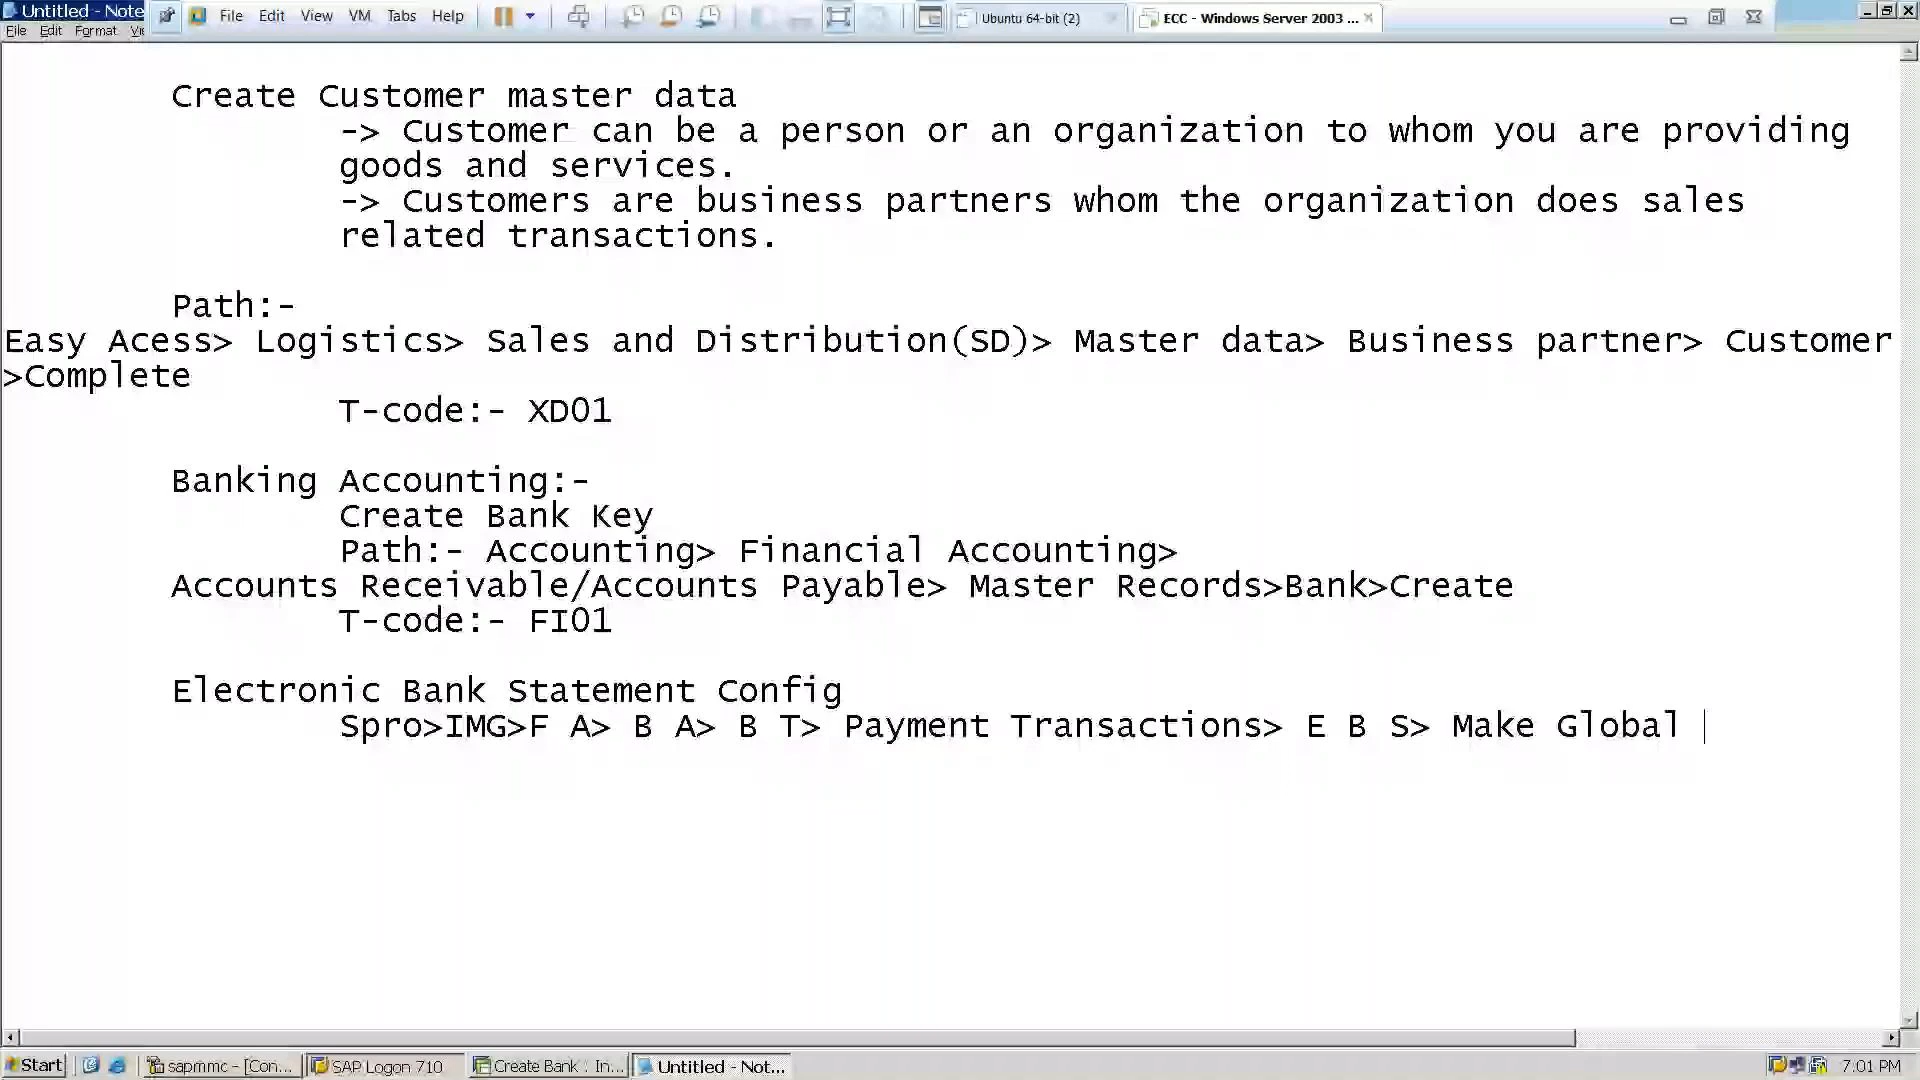 Untitled - Note
File Edit View VM Tabs Help
Ubuntu 64-bit (2)
ECC - Windows Server 2003 ...
File Edit Format
Create Customer master data
-> Customer can be a person or an organization to whom you are providing
goods and services.
-> Customers are business partners whom the organization does sales
related transactions.
Path:-
Easy Acess> Logistics> Sales and Distribution(SD)> Master data> Business partner> Customer
>Complete
T-code:- XD01
Banking Accounting:-
Create Bank Key
Path:- Accounting> Financial Accounting>
Accounts Receivable/Accounts Payable> Master Records>Bank>Create
T-code:- FI01
Electronic Bank Statement Config
Spro>IMG>F A> B A> B T> Payment Transactions> E B S> Make Global
Start
sapmmc - [Con...
SAP Logon 710
Create Bank : In...
Untitled - Not...
7:01 PM